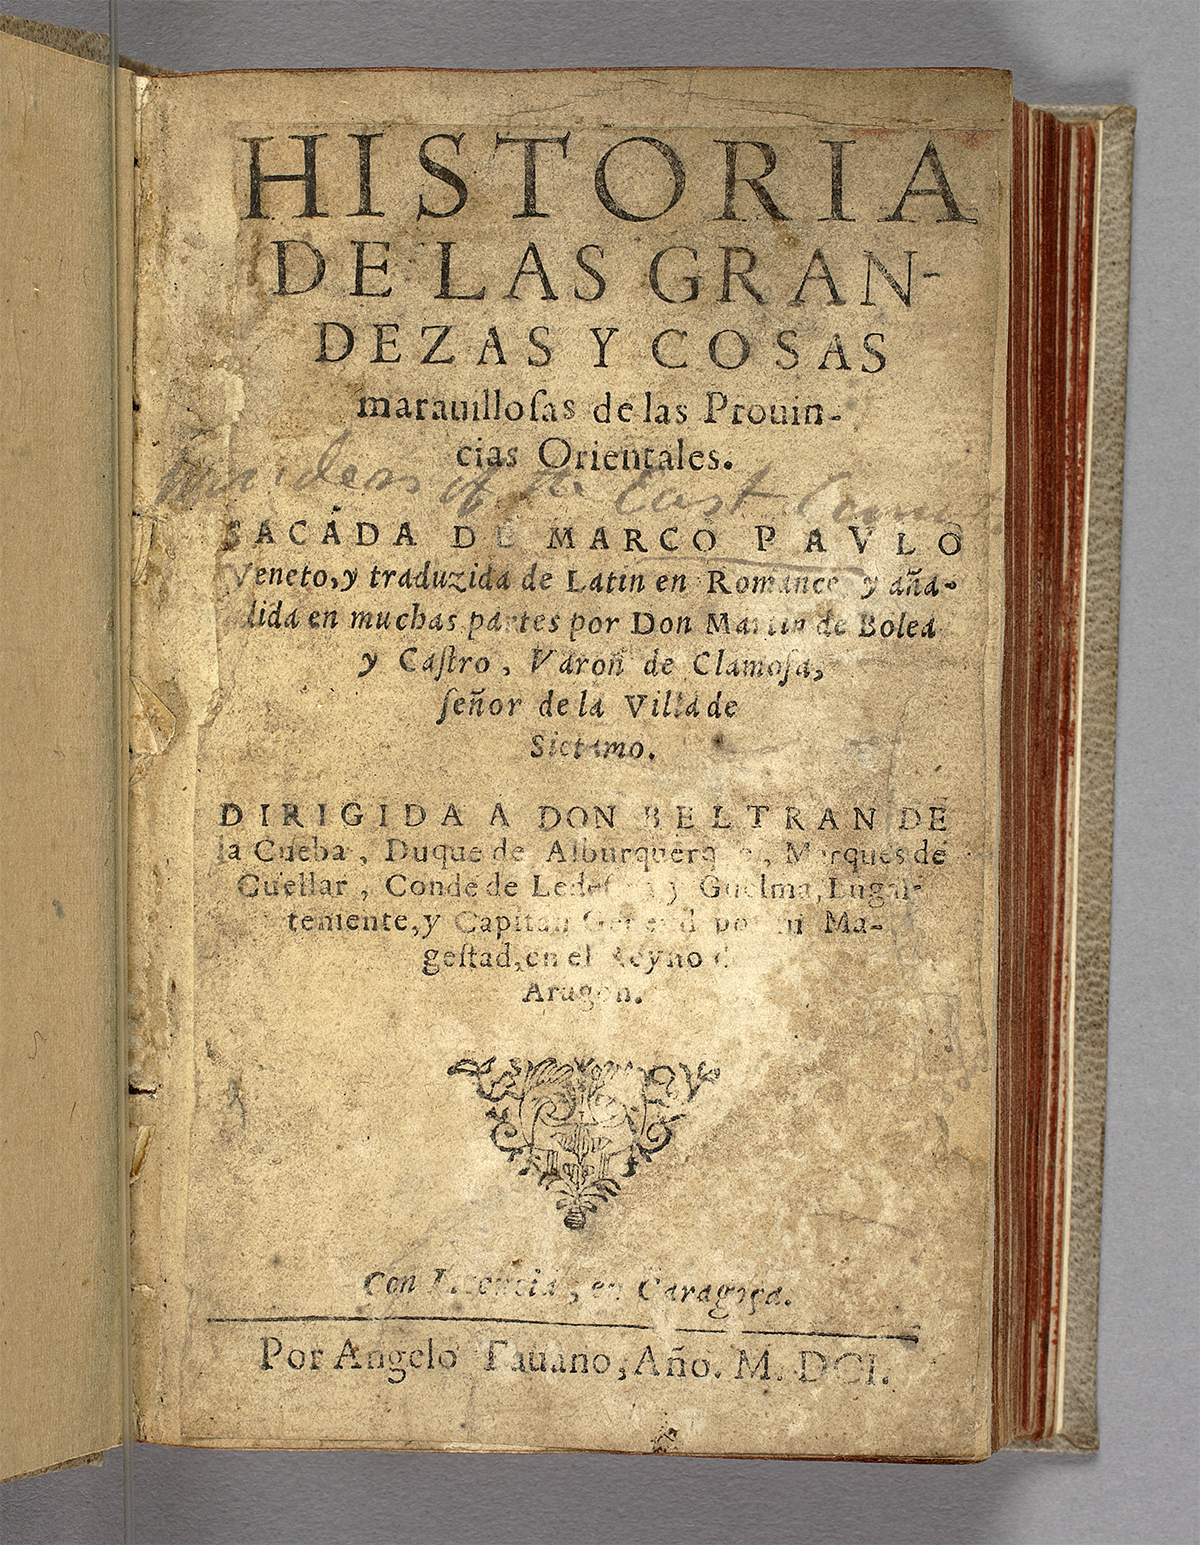 HISTORIA
DE LAS GRAN-
DEZAS Y COSAS
marauilloſas de las Prouin-
cias Orientales.
of the East
SACADA DE MARCO PAVLO
Veneto, y traduzida de Latin en Romance, y aña-
dida en muchas partes por Don Martin de Bolea
y Caſtro, Varon de Clamoſa,
ſeñor de la Villa de
Sietamo.
DIRIGIDA A DON BELTRAN DE
la Cueba, Duque de Alburquerque, Marques de
Cuellar, Conde de Ledeſma y Guelma, Lugar-
teniente, y Capitan General por ſu Ma-
geſtad, en el Reyno de
Aragon.
Con Licencia, en Caragoça.
Por Angelo Tauano, Año. M. DCI.